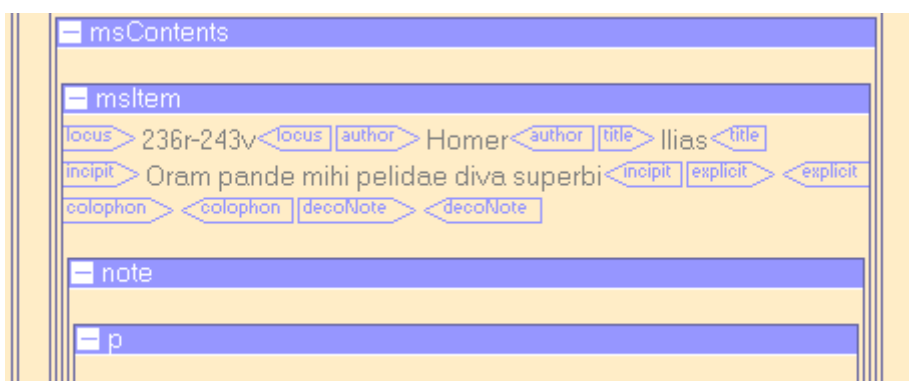 msContents
msItem
locus 236r-243v locus author Homer author title Ilias title
incipit Oram pande mihi pelidae diva superbi incipit explicit explicit
colophon colophon decoNote decoNote
note
p